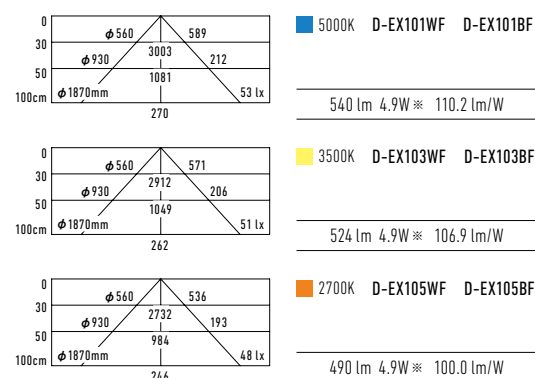 0
φ560 589
30
3003
φ930 212
50
1081
100cm φ1870mm 53 lx
270
5000K D-EX101WF D-EX101BF
540 lm 4.9W※ 110.2 lm/W
0
φ560 571
30
2912
φ930 206
50
1049
100cm φ1870mm 51 lx
262
3500K D-EX103WF D-EX103BF
524 lm 4.9W※ 106.9 lm/W
0
φ560 536
30
2732
φ930 193
50
984
100cm φ1870mm 48 lx
246
2700K D-EX105WF D-EX105BF
490 lm 4.9W※ 100.0 lm/W